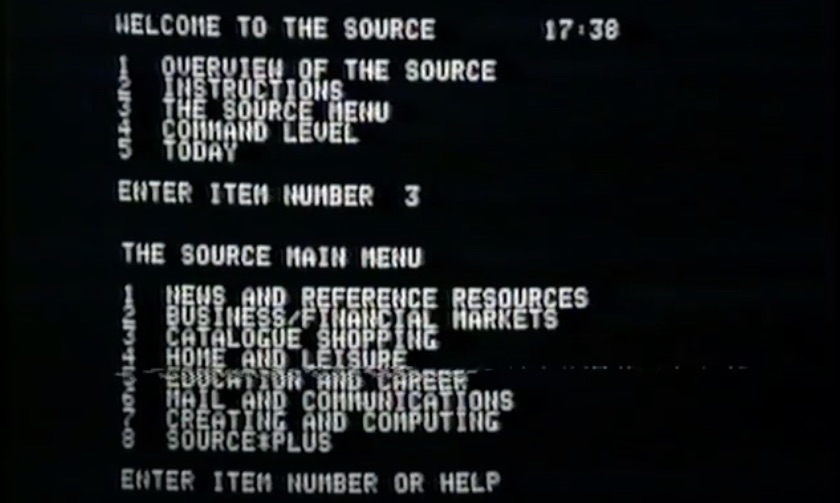 WELCOME TO THE SOURCE 17:38
1 OVERVIEW OF THE SOURCE
2 INSTRUCTIONS
3 THE SOURCE MENU
4 COMMAND LEVEL
5 TODAY
ENTER ITEM NUMBER 3
THE SOURCE MAIN MENU
1 NEWS AND REFERENCE RESOURCES
2 BUSINESS/FINANCIAL MARKETS
3 CATALOGUE SHOPPING
4 HOME AND LEISURE
5 EDUCATION AND CAREER
6 MAIL AND COMMUNICATIONS
7 CREATING AND COMPUTING
8 SOURCE*PLUS
ENTER ITEM NUMBER OR HELP